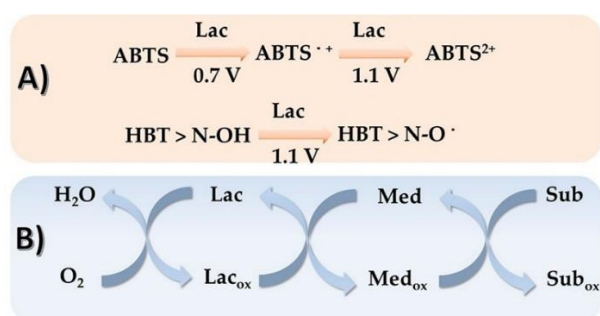 A)
Lac Lac
ABTS ABTS ·+ ABTS²⁺
0.7 V 1.1 V
Lac
HBT > N-OH HBT > N-O ·
1.1 V
B)
H₂O Lac Med Sub
O₂ Lacₒₓ Medₒₓ Subₒₓ